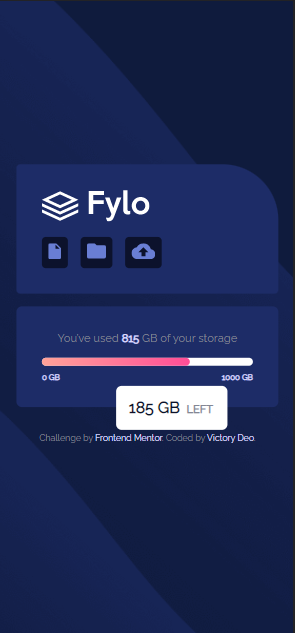 Fylo
You've used 815 GB of your storage
0 GB 1000 GB
185 GB LEFT
Challenge by Frontend Mentor. Coded by Victory Deo.